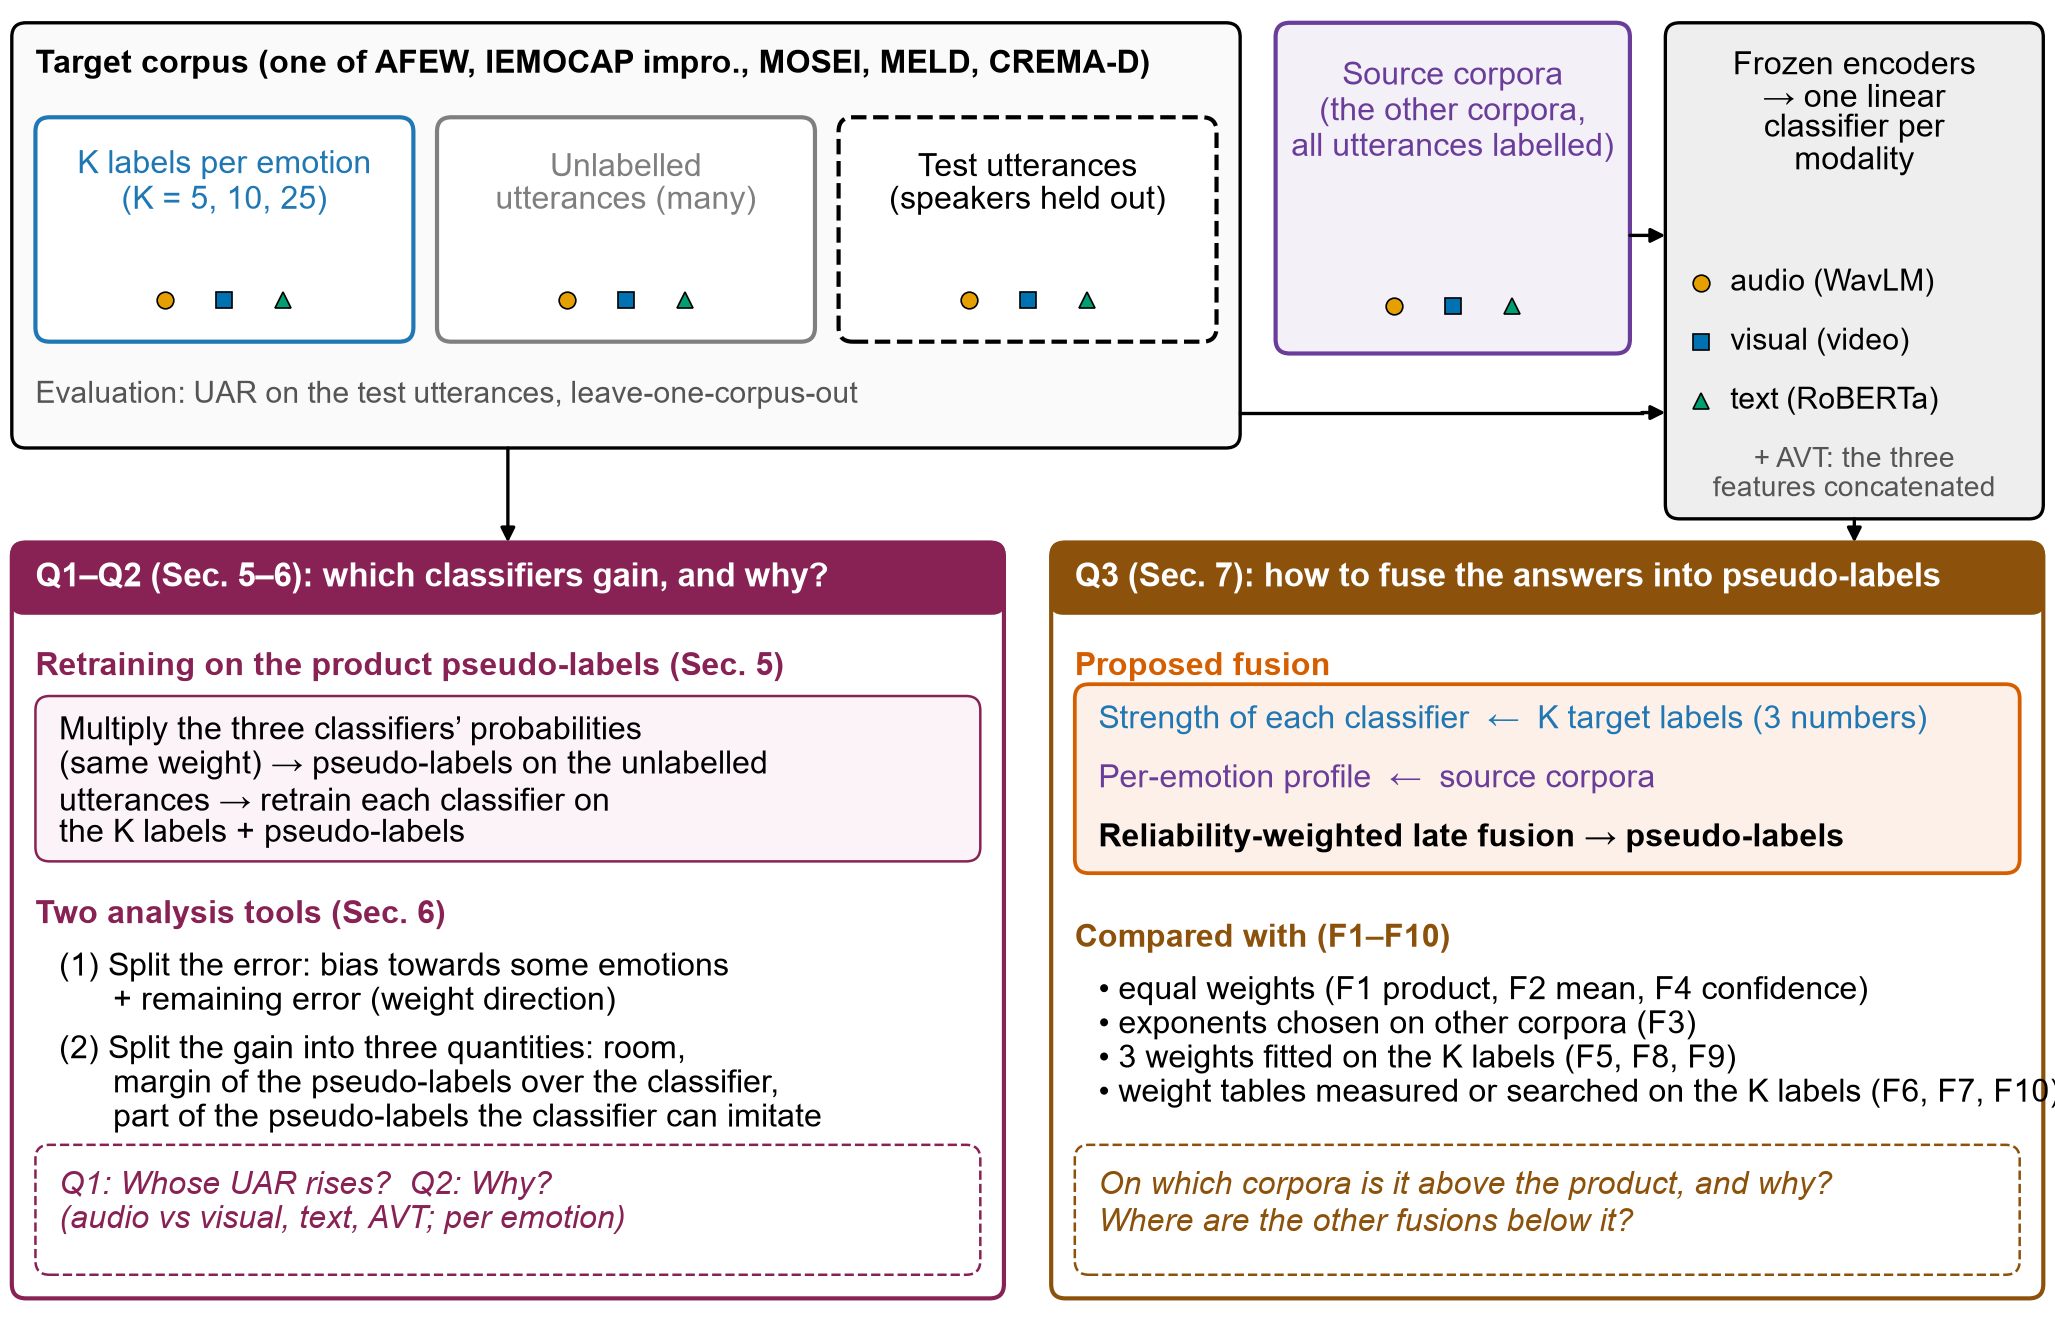 Target corpus (one of AFEW, IEMOCAP impro., MOSEI, MELD, CREMA-D)
K labels per emotion
(K = 5, 10, 25)
Unlabelled
utterances (many)
Test utterances
(speakers held out)
Evaluation: UAR on the test utterances, leave-one-corpus-out
Source corpora
(the other corpora,
all utterances labelled)
Frozen encoders
→ one linear
classifier per
modality
audio (WavLM)
visual (video)
text (RoBERTa)
+ AVT: the three
features concatenated
Q1–Q2 (Sec. 5–6): which classifiers gain, and why?
Retraining on the product pseudo-labels (Sec. 5)
Multiply the three classifiers’ probabilities
(same weight) → pseudo-labels on the unlabelled
utterances → retrain each classifier on
the K labels + pseudo-labels
Two analysis tools (Sec. 6)
(1) Split the error: bias towards some emotions
+ remaining error (weight direction)
(2) Split the gain into three quantities: room,
margin of the pseudo-labels over the classifier,
part of the pseudo-labels the classifier can imitate
Q1: Whose UAR rises?  Q2: Why?
(audio vs visual, text, AVT; per emotion)
Q3 (Sec. 7): how to fuse the answers into pseudo-labels
Proposed fusion
Strength of each classifier ← K target labels (3 numbers)
Per-emotion profile ← source corpora
Reliability-weighted late fusion → pseudo-labels
Compared with (F1–F10)
• equal weights (F1 product, F2 mean, F4 confidence)
• exponents chosen on other corpora (F3)
• 3 weights fitted on the K labels (F5, F8, F9)
• weight tables measured or searched on the K labels (F6, F7, F10)
On which corpora is it above the product, and why?
Where are the other fusions below it?